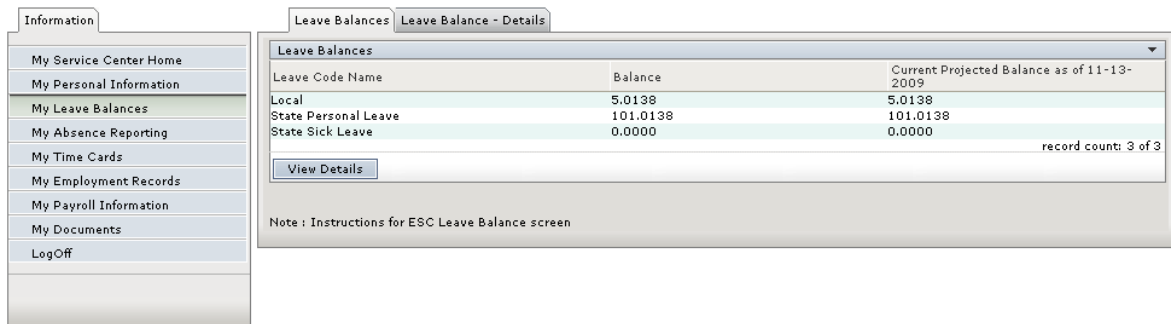 Information
My Service Center Home
My Personal Information
My Leave Balances
My Absence Reporting
My Time Cards
My Employment Records
My Payroll Information
My Documents
LogOff
Leave Balances Leave Balance - Details
Leave Balances
Leave Code Name Balance Current Projected Balance as of 11-13-
2009
Local 5.0138 5.0138
State Personal Leave 101.0138 101.0138
State Sick Leave 0.0000 0.0000
record count: 3 of 3
View Details
Note : Instructions for ESC Leave Balance screen